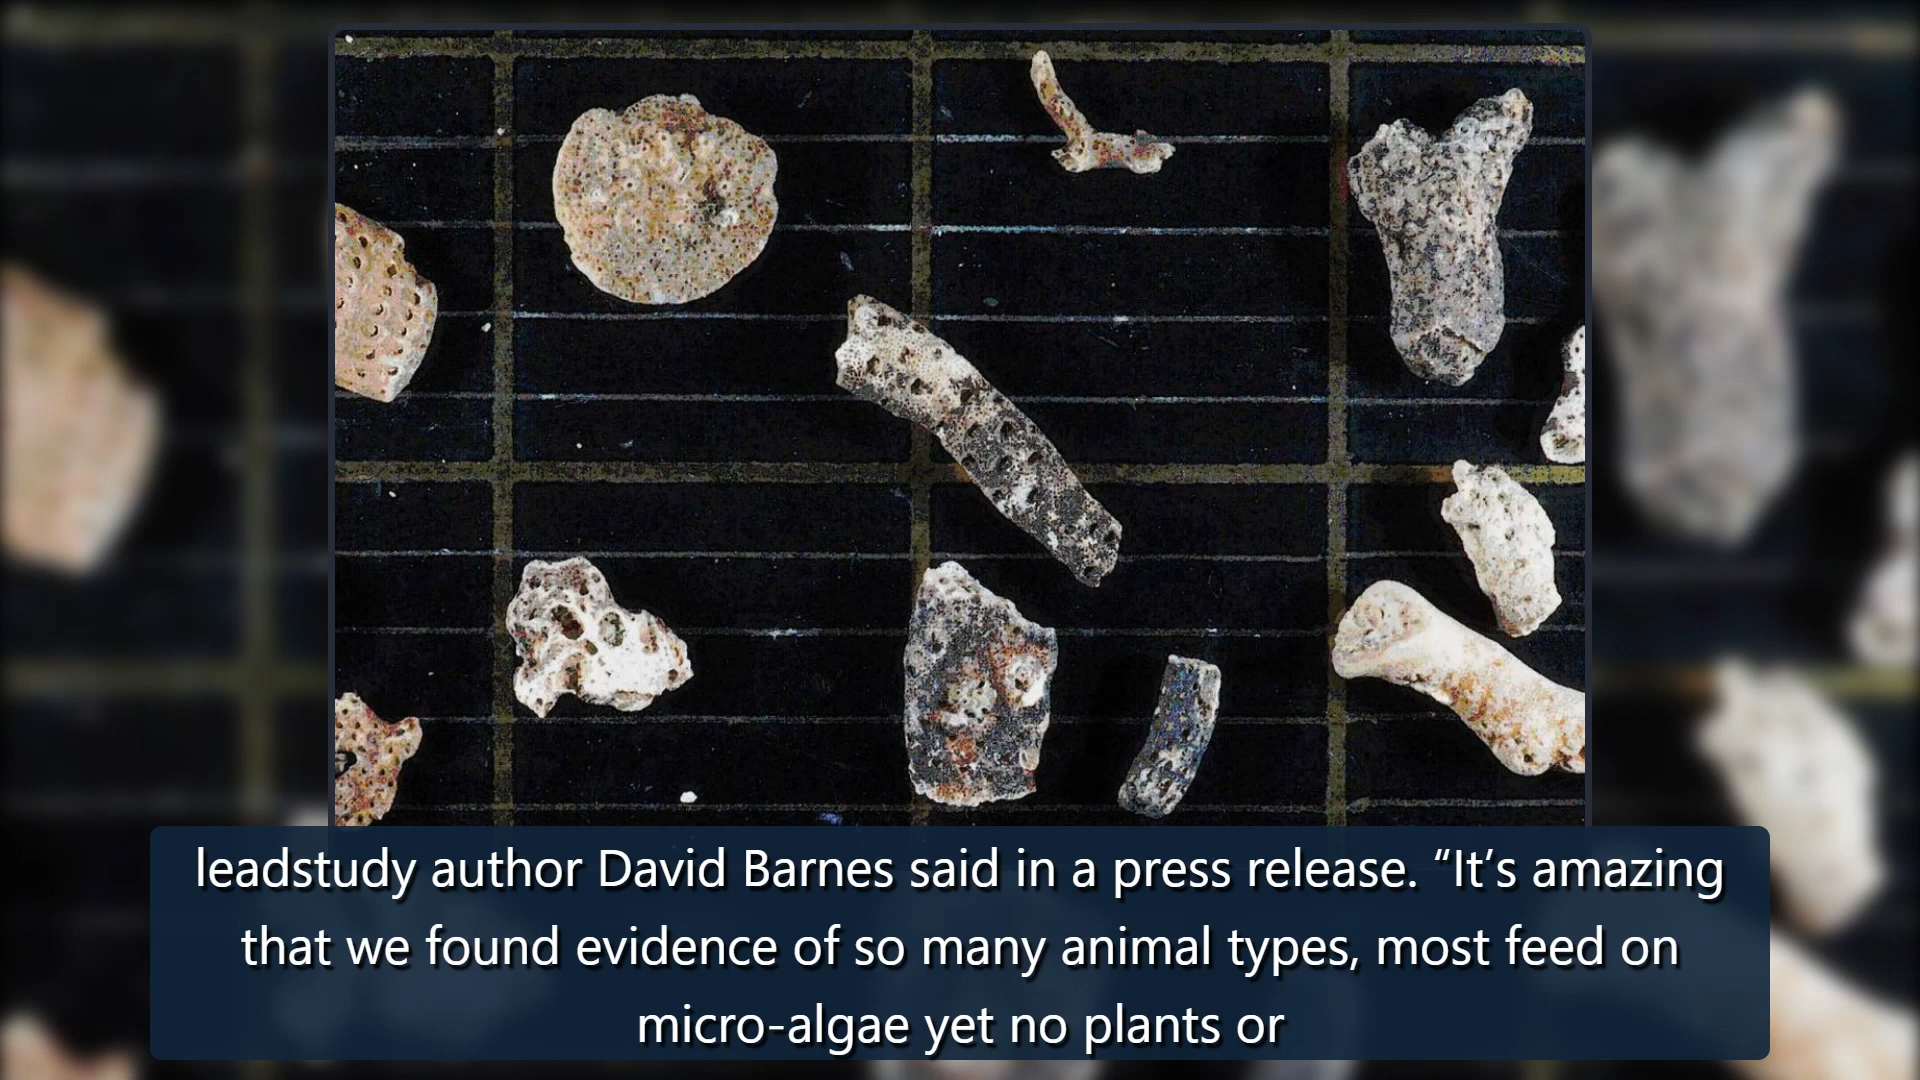 leadstudy author David Barnes said in a press release. “It’s amazing
that we found evidence of so many animal types, most feed on
micro-algae yet no plants or